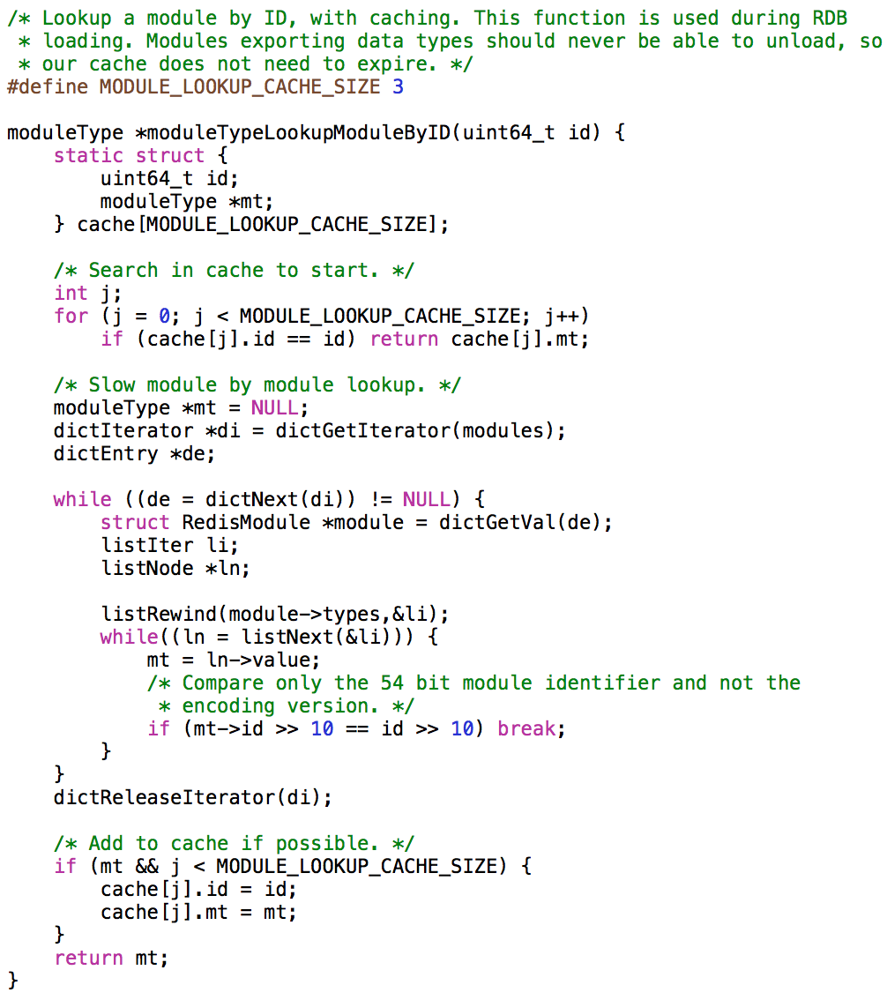 /* Lookup a module by ID, with caching. This function is used during RDB
 * loading. Modules exporting data types should never be able to unload, so
 * our cache does not need to expire. */
#define MODULE_LOOKUP_CACHE_SIZE 3

moduleType *moduleTypeLookupModuleByID(uint64_t id) {
    static struct {
        uint64_t id;
        moduleType *mt;
    } cache[MODULE_LOOKUP_CACHE_SIZE];

    /* Search in cache to start. */
    int j;
    for (j = 0; j < MODULE_LOOKUP_CACHE_SIZE; j++)
        if (cache[j].id == id) return cache[j].mt;

    /* Slow module by module lookup. */
    moduleType *mt = NULL;
    dictIterator *di = dictGetIterator(modules);
    dictEntry *de;

    while ((de = dictNext(di)) != NULL) {
        struct RedisModule *module = dictGetVal(de);
        listIter li;
        listNode *ln;

        listRewind(module->types,&li);
        while((ln = listNext(&li))) {
            mt = ln->value;
            /* Compare only the 54 bit module identifier and not the
             * encoding version. */
            if (mt->id >> 10 == id >> 10) break;
        }
    }
    dictReleaseIterator(di);

    /* Add to cache if possible. */
    if (mt && j < MODULE_LOOKUP_CACHE_SIZE) {
        cache[j].id = id;
        cache[j].mt = mt;
    }
    return mt;
}